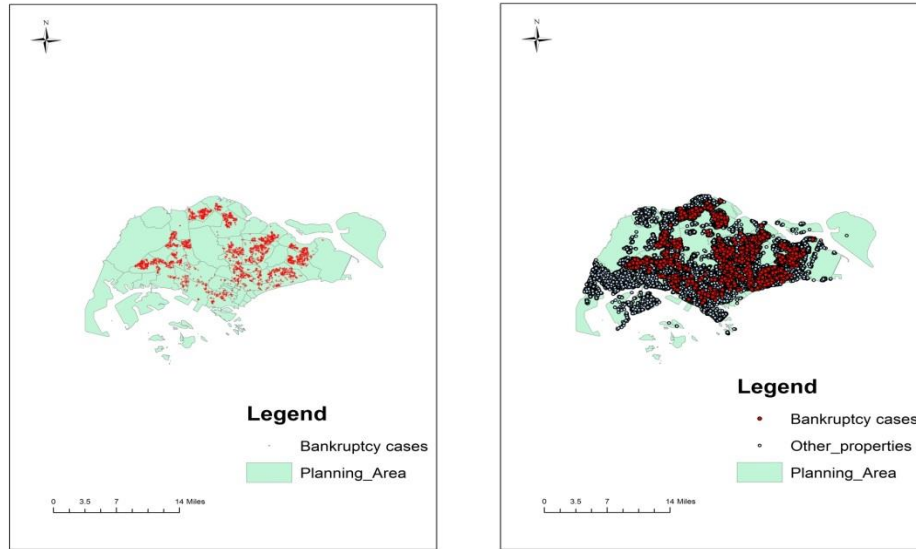 N
Legend
Bankruptcy cases
Planning_Area
0 3.5 7 14 Miles
N
Legend
Bankruptcy cases
Other_properties
Planning_Area
0 3.5 7 14 Miles